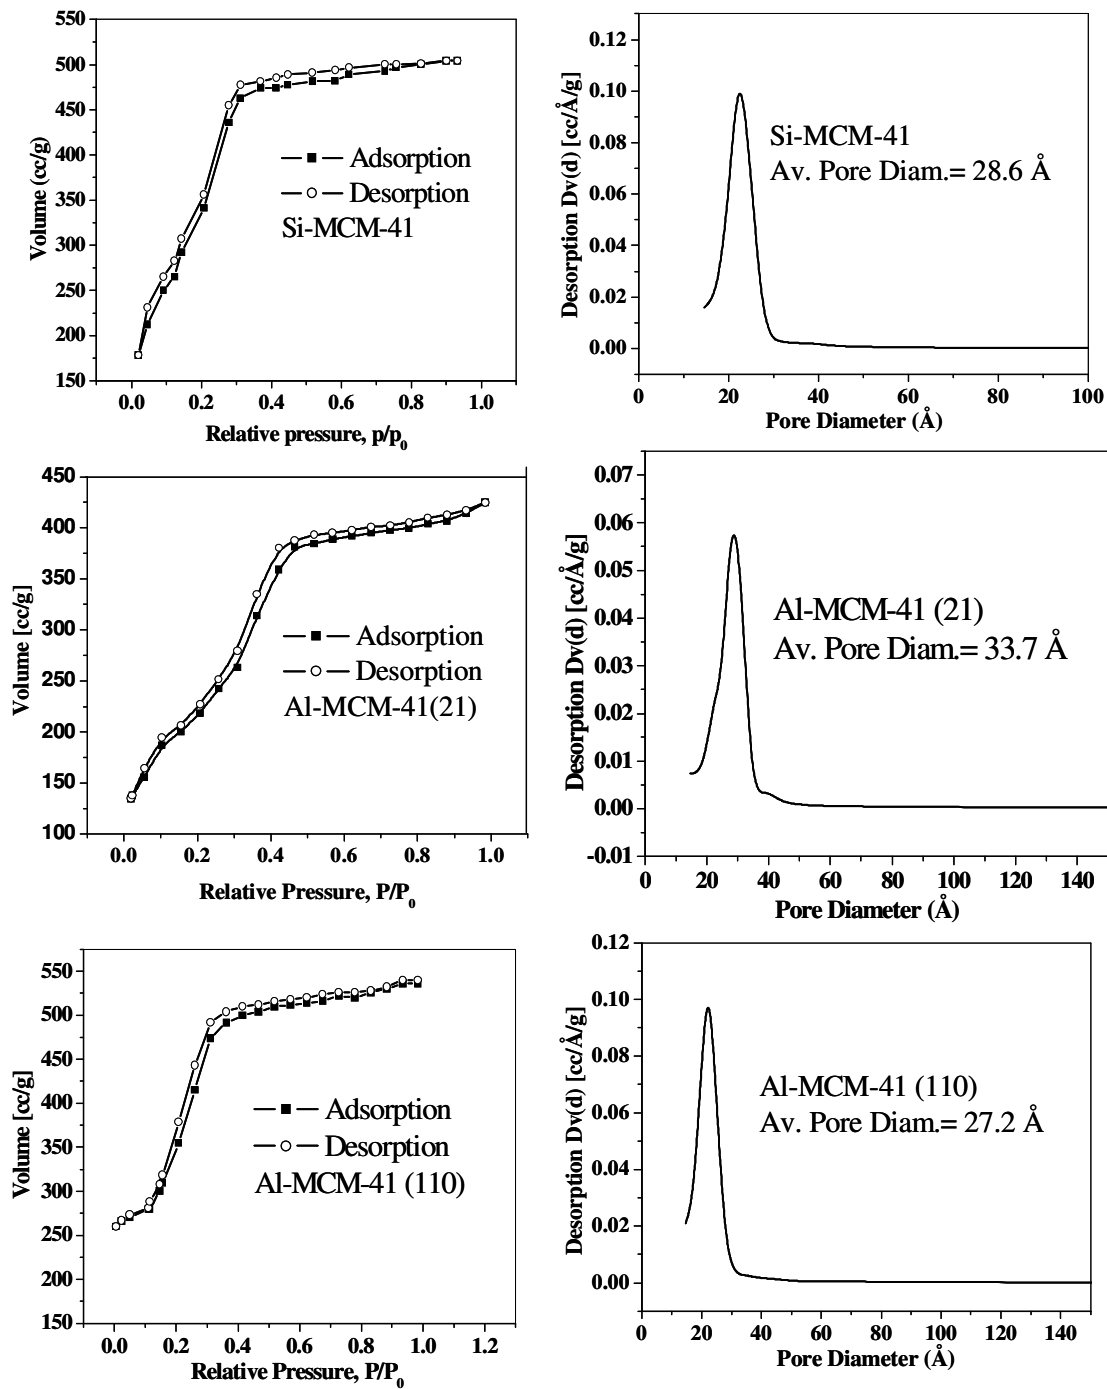 550
500
450
400
350
300
250
200
150
Volume (cc/g)
Adsorption
Desorption
Si-MCM-41
0.0 0.2 0.4 0.6 0.8 1.0
Relative pressure, p/p0
0.12
0.10
0.08
0.06
0.04
0.02
0.00
Desorption Dv(d) [cc/Å/g]
Si-MCM-41
Av. Pore Diam.= 28.6 Å
0 20 40 60 80 100
Pore Diameter (Å)
450
400
350
300
250
200
150
100
Volume [cc/g]
Adsorption
Desorption
Al-MCM-41(21)
0.0 0.2 0.4 0.6 0.8 1.0
Relative Pressure, P/P0
0.07
0.06
0.05
0.04
0.03
0.02
0.01
0.00
-0.01
Desorption Dv(d) [cc/Å/g]
Al-MCM-41 (21)
Av. Pore Diam.= 33.7 Å
0 20 40 60 80 100 120 140
Pore Diameter (Å)
550
500
450
400
350
300
250
200
150
Volume [cc/g]
Adsorption
Desorption
Al-MCM-41 (110)
0.0 0.2 0.4 0.6 0.8 1.0 1.2
Relative Pressure, P/P0
0.12
0.10
0.08
0.06
0.04
0.02
0.00
Desorption Dv(d) [cc/Å/g]
Al-MCM-41 (110)
Av. Pore Diam.= 27.2 Å
0 20 40 60 80 100 120 140
Pore Diameter (Å)